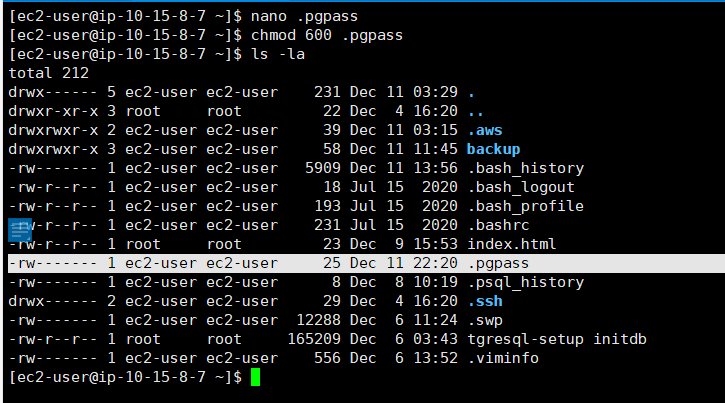 [ec2-user@ip-10-15-8-7 ~]$ nano .pgpass
[ec2-user@ip-10-15-8-7 ~]$ chmod 600 .pgpass
[ec2-user@ip-10-15-8-7 ~]$ ls -la
total 212
drwx------ 5 ec2-user ec2-user    231 Dec 11 03:29 .
drwxr-xr-x 3 root     root         22 Dec  4 16:20 ..
drwxrwxr-x 2 ec2-user ec2-user     39 Dec 11 03:15 .aws
drwxrwxr-x 3 ec2-user ec2-user     58 Dec 11 11:45 backup
-rw------- 1 ec2-user ec2-user   5909 Dec 11 13:56 .bash_history
-rw-r--r-- 1 ec2-user ec2-user     18 Jul 15  2020 .bash_logout
-rw-r--r-- 1 ec2-user ec2-user    193 Jul 15  2020 .bash_profile
-rw-r--r-- 1 ec2-user ec2-user    231 Jul 15  2020 .bashrc
-rw-r--r-- 1 root     root         23 Dec  9 15:53 index.html
-rw------- 1 ec2-user ec2-user     25 Dec 11 22:20 .pgpass
-rw------- 1 ec2-user ec2-user      8 Dec  8 10:19 .psql_history
drwx------ 2 ec2-user ec2-user     29 Dec  4 16:20 .ssh
-rw------- 1 ec2-user ec2-user  12288 Dec  6 11:24 .swp
-rw-r--r-- 1 root     root     165209 Dec  6 03:43 tgresql-setup initdb
-rw------- 1 ec2-user ec2-user    556 Dec  6 13:52 .viminfo
[ec2-user@ip-10-15-8-7 ~]$